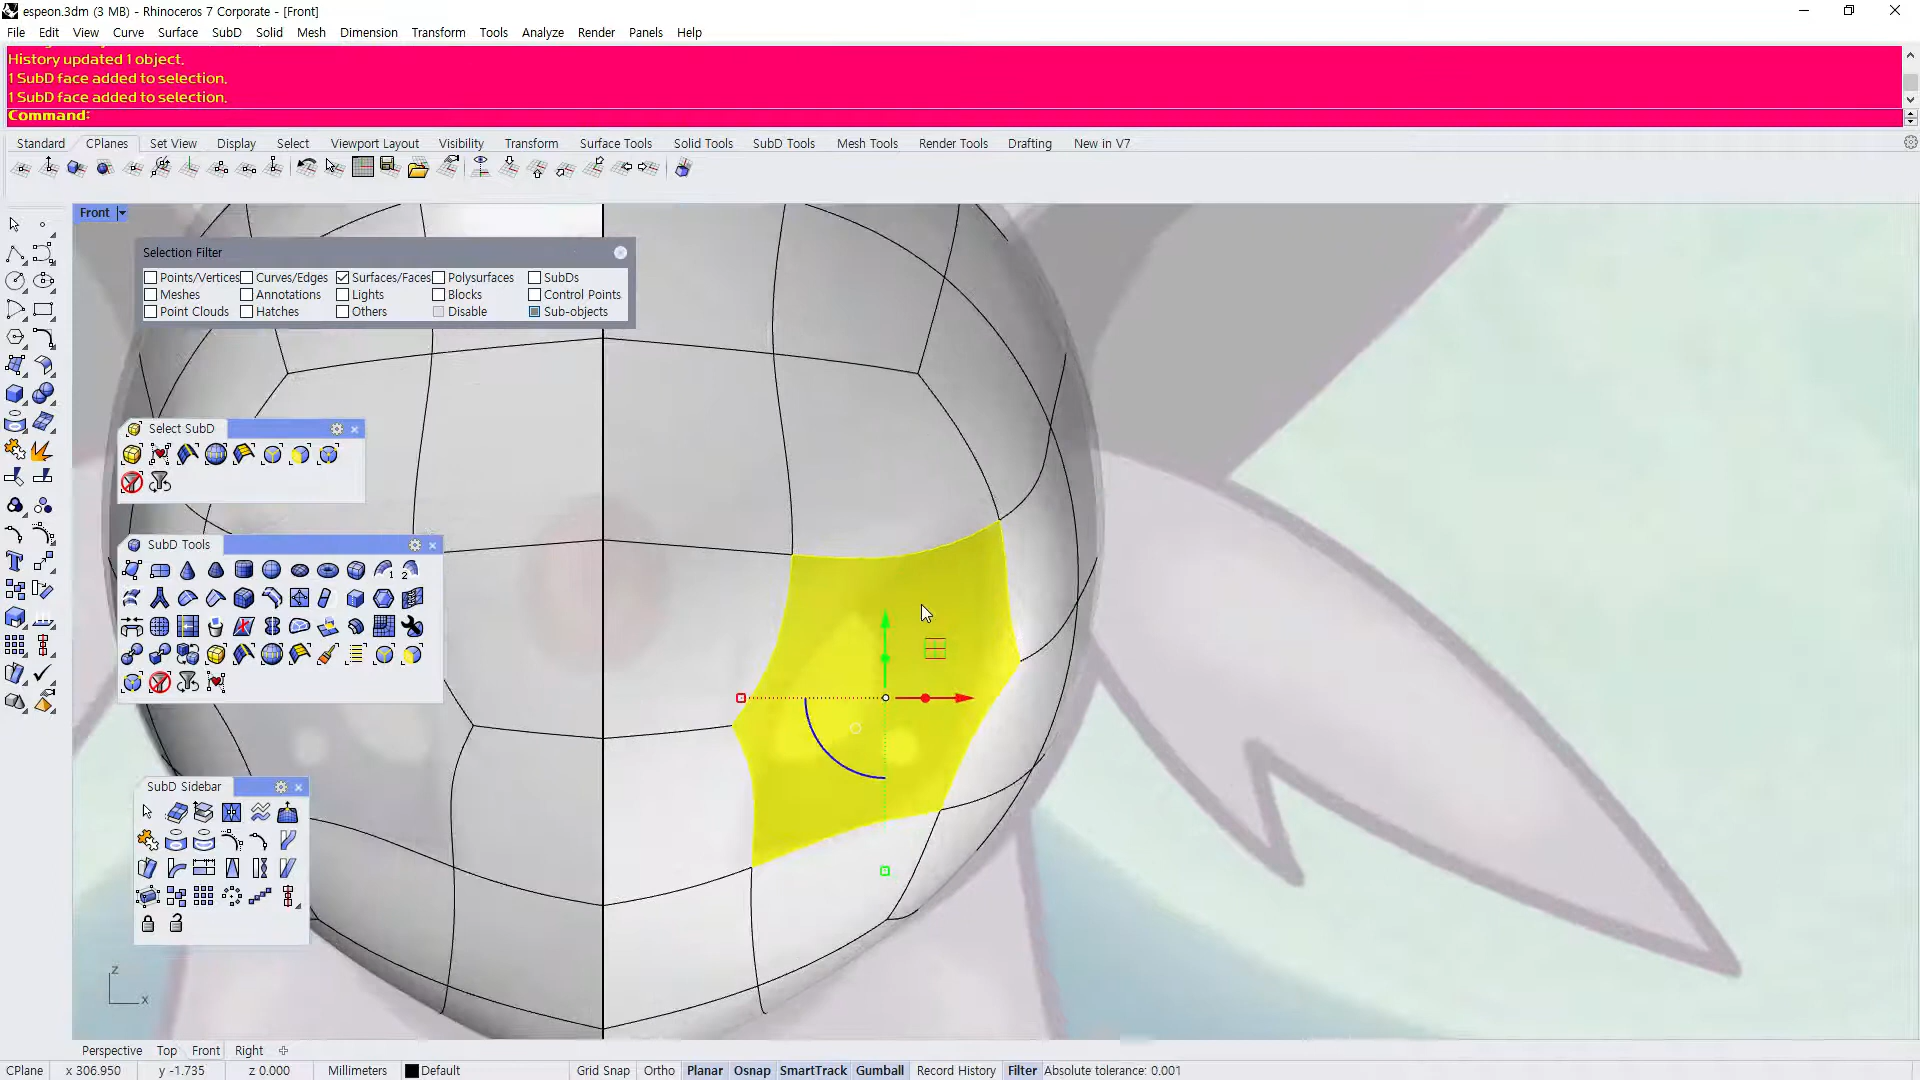 espeon.3dm (3 MB) - Rhinoceros 7 Corporate - [Front]
File Edit View Curve Surface SubD Solid Mesh Dimension Transform Tools Analyze Render Panels Help
History updated 1 object.
1 SubD face added to selection.
1 SubD face added to selection.
Command:
Standard CPlanes Set View Display Select Viewport Layout Visibility Transform Surface Tools Solid Tools SubD Tools Mesh Tools Render Tools Drafting New in V7
Front
Selection Filter
Points/Vertices Curves/Edges Surfaces/Faces Polysurfaces SubDs
Meshes Annotations Lights Blocks Control Points
Point Clouds Hatches Others Disable Sub-objects
Select SubD
SubD Tools
1 2
SubD Sidebar
z
x
Perspective Top Front Right
CPlane x 306.950 y -1.735 z 0.000 Millimeters Default Grid Snap Ortho Planar Osnap SmartTrack Gumball Record History Filter Absolute tolerance: 0.001